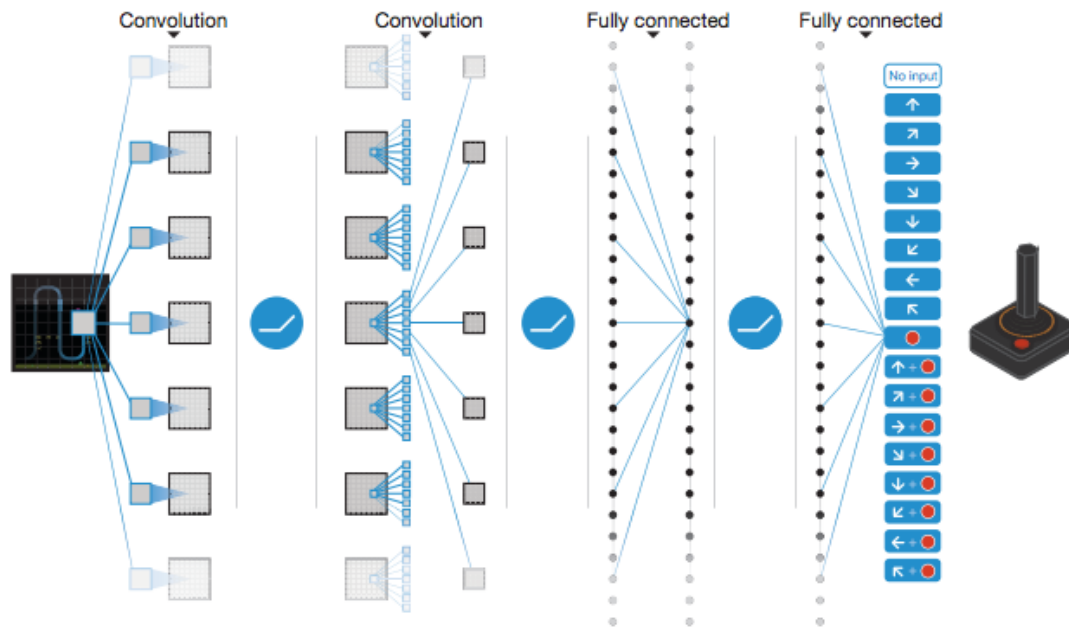 Convolution
Convolution
Fully connected
Fully connected
No input
+
+
+
+
+
+
+
+